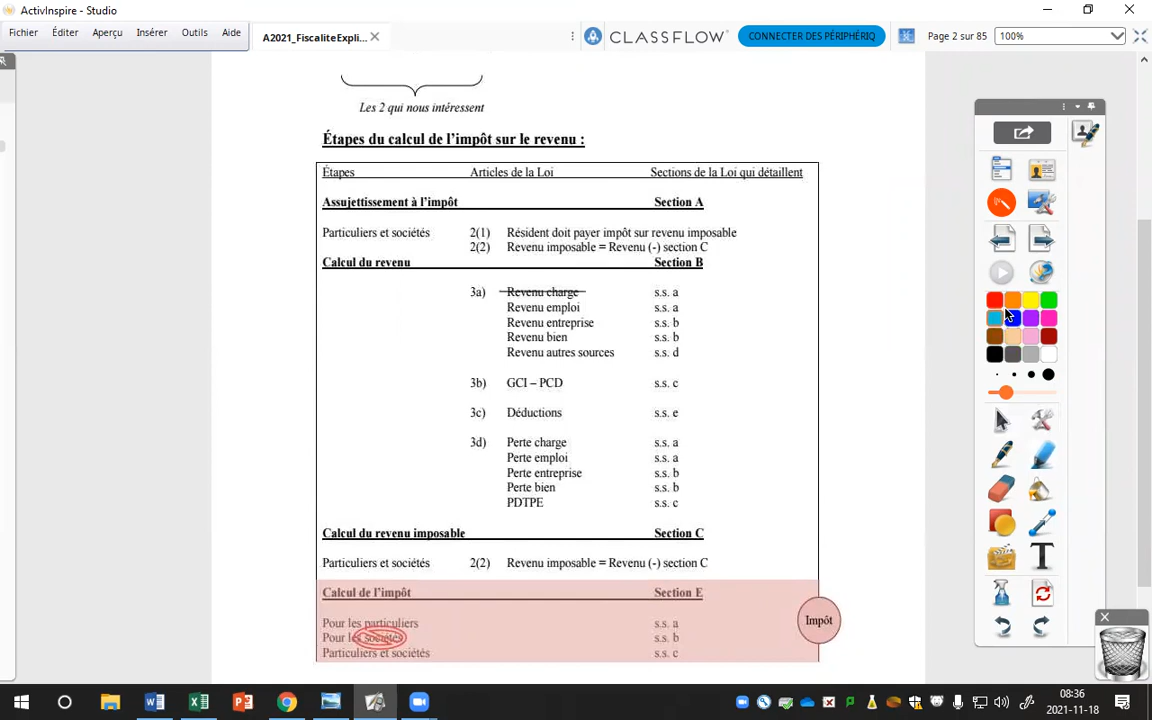 ActivInspire - Studio
Fichier Éditer Aperçu Insérer Outils Aide
A2021_FiscaliteExpli...
CLASSFLOW
CONNECTER DES PÉRIPHÉRIQ
Page 2 sur 85
100%
Les 2 qui nous intéressent
Étapes du calcul de l'impôt sur le revenu :
Étapes Articles de la Loi Sections de la Loi qui détaillent
Assujettissement à l'impôt Section A
Particuliers et sociétés 2(1) Résident doit payer impôt sur revenu imposable
2(2) Revenu imposable = Revenu (-) section C
Calcul du revenu Section B
3a) Revenu charge s.s. a
Revenu emploi s.s. a
Revenu entreprise s.s. b
Revenu bien s.s. b
Revenu autres sources s.s. d
3b) GCI – PCD s.s. c
3c) Déductions s.s. e
3d) Perte charge s.s. a
Perte emploi s.s. a
Perte entreprise s.s. b
Perte bien s.s. b
PDTPE s.s. c
Calcul du revenu imposable Section C
Particuliers et sociétés 2(2) Revenu imposable = Revenu (-) section C
Calcul de l'impôt Section E
Pour les particuliers s.s. a
Impôt
Pour les sociétés s.s. b
Particuliers et sociétés s.s. c
08:36
2021-11-18